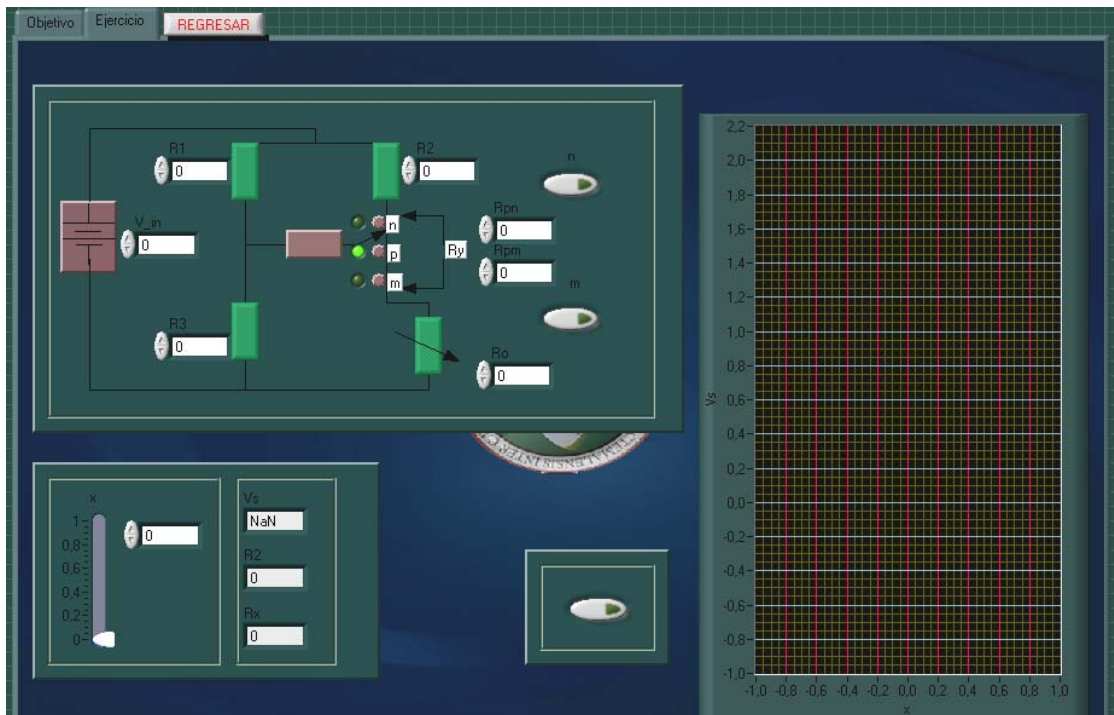 Objetivo
Ejercicio
REGRESAR
R1
0
R2
0
n
V_in
0
n
p
m
Ry
Rpn
0
Rpm
0
m
R3
0
Ro
0
CTEMALENSIS INTER C
x
1
0,8
0,6
0,4
0,2
0
0
Vs
NaN
R2
0
Rx
0
Vs
2,2
2,0
1,8
1,6
1,4
1,2
1,0
0,8
0,6
0,4
0,2
0,0
-0,2
-0,4
-0,6
-0,8
-1,0
-1,0 -0,8 -0,6 -0,4 -0,2 0,0 0,2 0,4 0,6 0,8 1,0
x